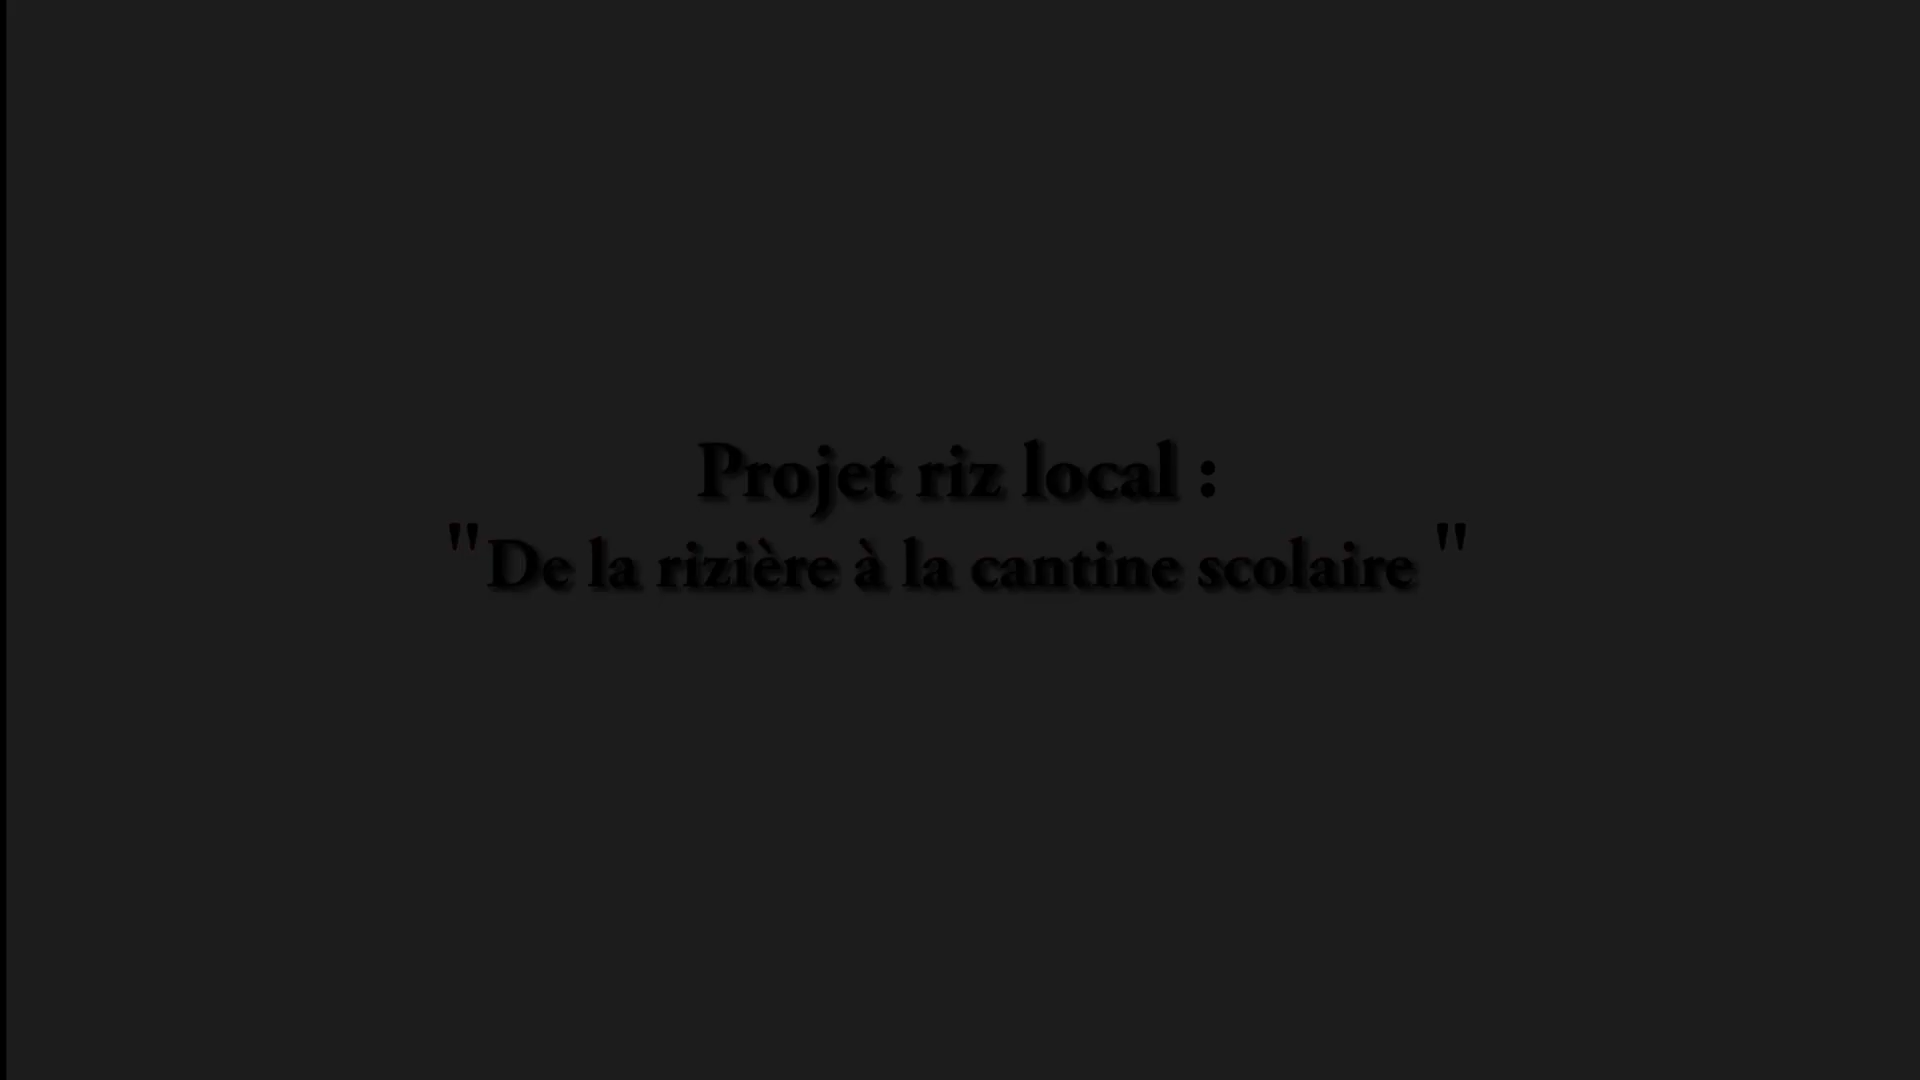 Projet riz local :
"De la rizière à la cantine scolaire "